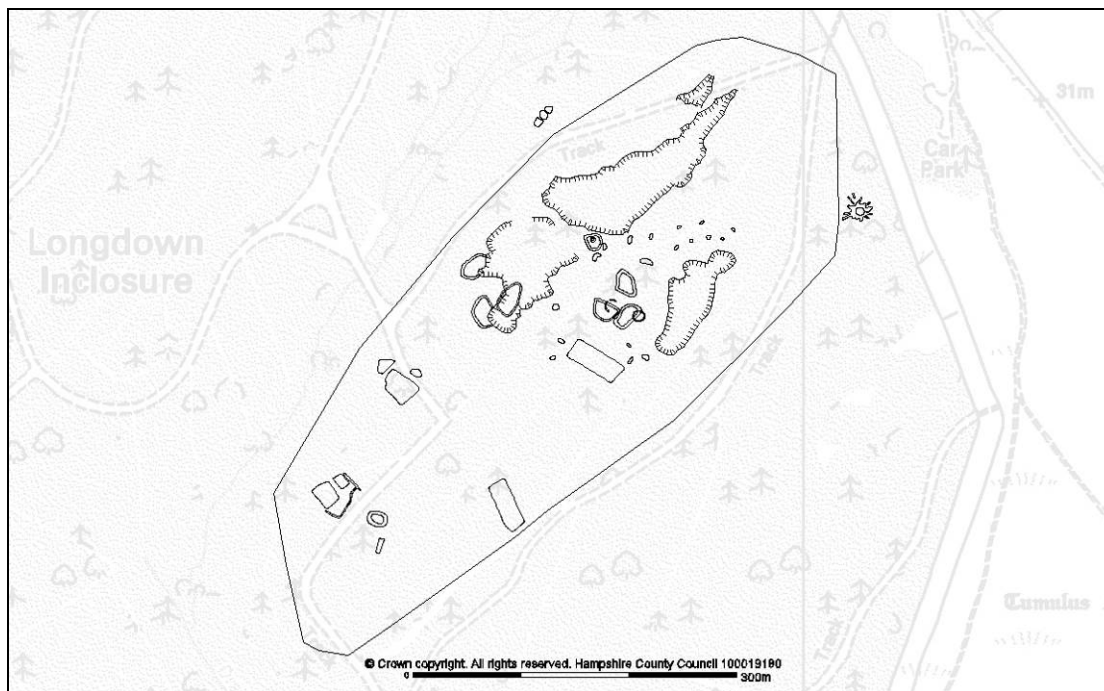 31m
Track
Car
Park
Longdown
Inclosure
Track
Tumulus
Track
© Crown copyright. All rights reserved. Hampshire County Council 100019180
0 300m